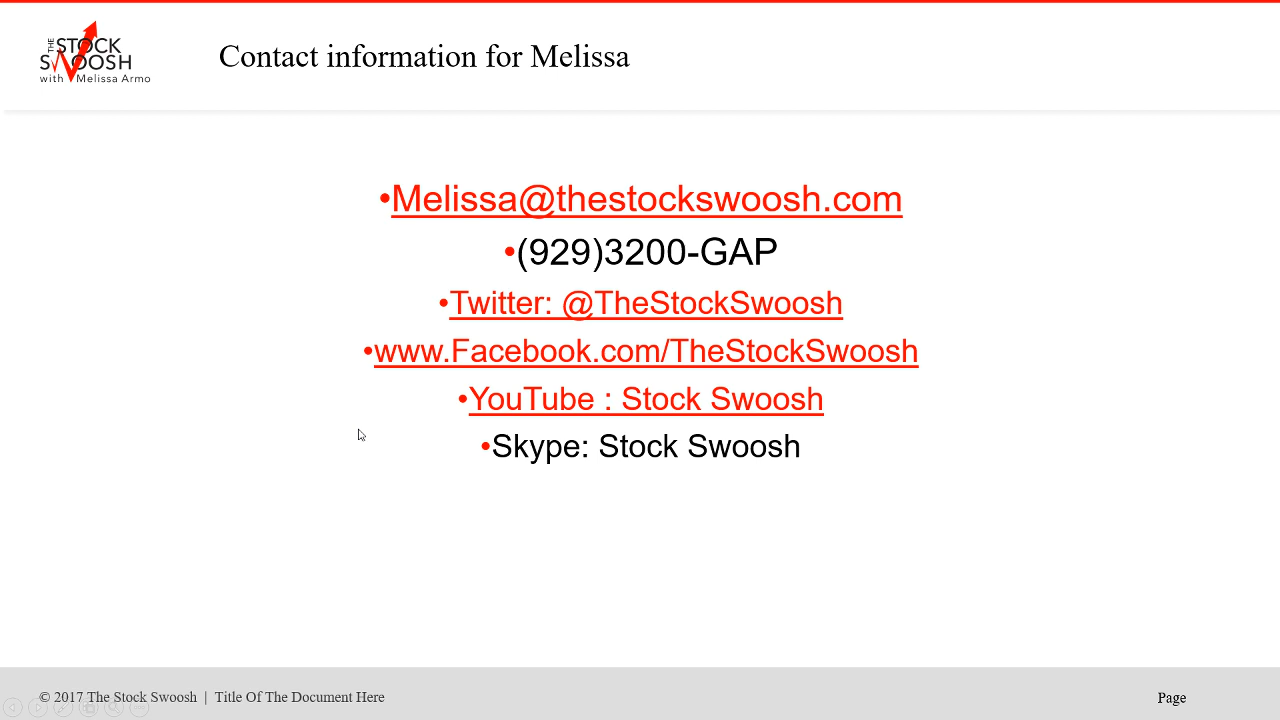 THE STOCK
SWOOSH
with Melissa Armo
Contact information for Melissa
•Melissa@thestockswoosh.com
•(929)3200-GAP
•Twitter: @TheStockSwoosh
•www.Facebook.com/TheStockSwoosh
•YouTube : Stock Swoosh
•Skype: Stock Swoosh
© 2017 The Stock Swoosh | Title Of The Document Here
Page